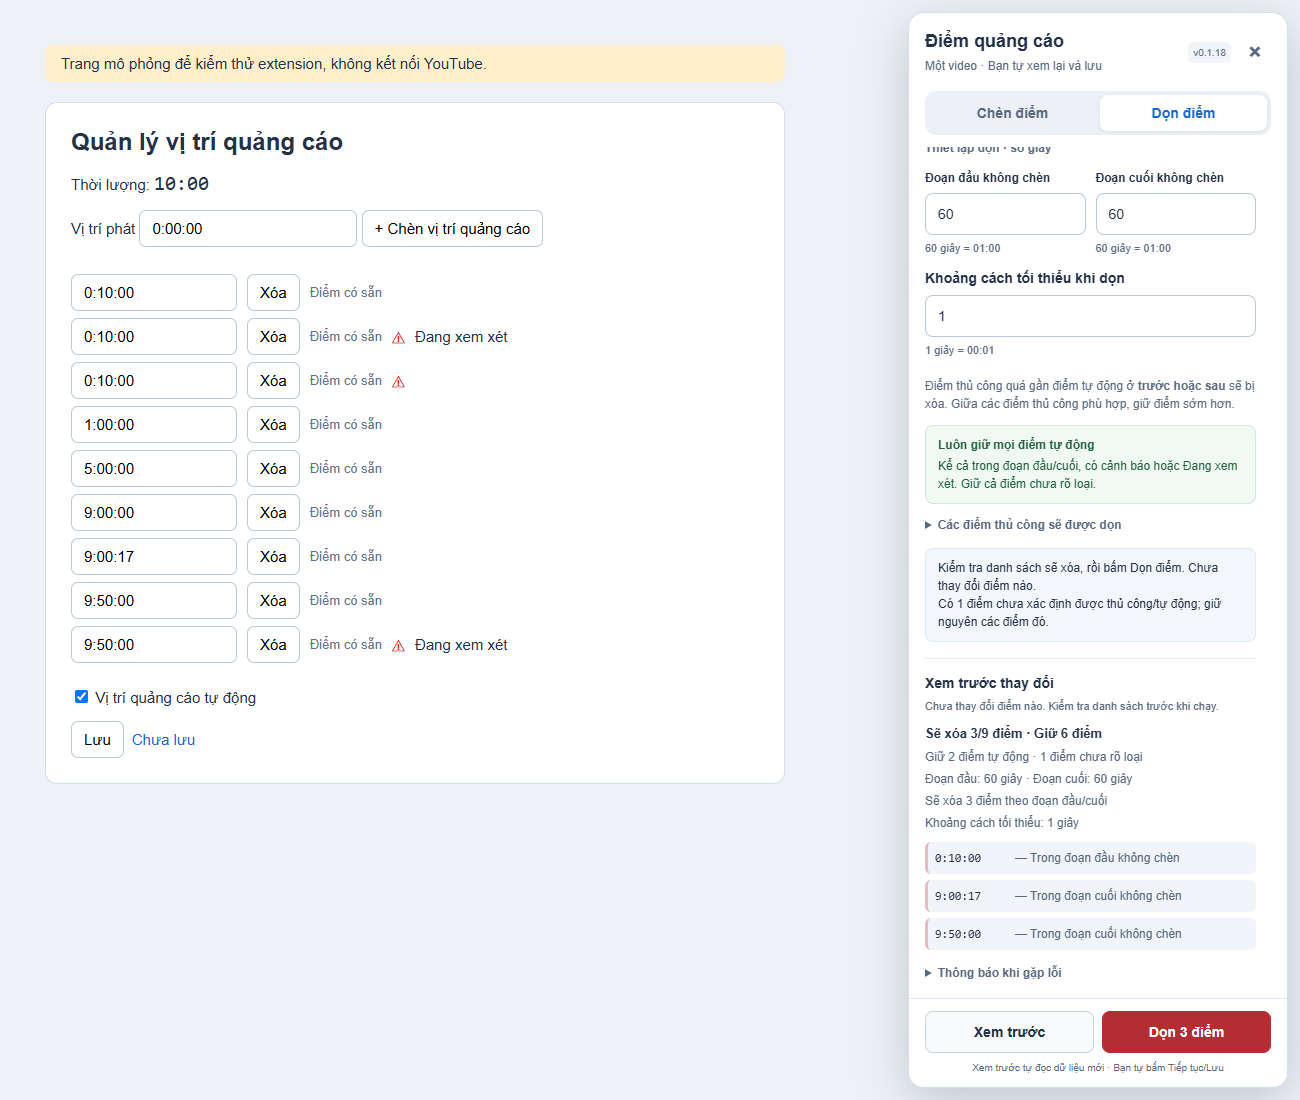 Trang mô phỏng để kiểm thử extension, không kết nối YouTube.
Quản lý vị trí quảng cáo
Thời lượng: 10:00
Vị trí phát 0:00:00 + Chèn vị trí quảng cáo
0:10:00 Xóa Điểm có sẵn
0:10:00 Xóa Điểm có sẵn ⚠ Đang xem xét
0:10:00 Xóa Điểm có sẵn ⚠
1:00:00 Xóa Điểm có sẵn
5:00:00 Xóa Điểm có sẵn
9:00:00 Xóa Điểm có sẵn
9:00:17 Xóa Điểm có sẵn
9:50:00 Xóa Điểm có sẵn
9:50:00 Xóa Điểm có sẵn ⚠ Đang xem xét
Vị trí quảng cáo tự động
Lưu Chưa lưu
Điểm quảng cáo
Một video · Bạn tự xem lại và lưu
v0.1.18
Chèn điểm Dọn điểm
Thiết lập dọn · số giây
Đoạn đầu không chèn Đoạn cuối không chèn
60 60
60 giây = 01:00 60 giây = 01:00
Khoảng cách tối thiểu khi dọn
1
1 giây = 00:01
Điểm thủ công quá gần điểm tự động ở trước hoặc sau sẽ bị
xóa. Giữa các điểm thủ công phù hợp, giữ điểm sớm hơn.
Luôn giữ mọi điểm tự động
Kể cả trong đoạn đầu/cuối, có cảnh báo hoặc Đang xem
xét. Giữ cả điểm chưa rõ loại.
Các điểm thủ công sẽ được dọn
Kiểm tra danh sách sẽ xóa, rồi bấm Dọn điểm. Chưa
thay đổi điểm nào.
Có 1 điểm chưa xác định được thủ công/tự động; giữ
nguyên các điểm đó.
Xem trước thay đổi
Chưa thay đổi điểm nào. Kiểm tra danh sách trước khi chạy.
Sẽ xóa 3/9 điểm · Giữ 6 điểm
Giữ 2 điểm tự động · 1 điểm chưa rõ loại
Đoạn đầu: 60 giây · Đoạn cuối: 60 giây
Sẽ xóa 3 điểm theo đoạn đầu/cuối
Khoảng cách tối thiểu: 1 giây
0:10:00 — Trong đoạn đầu không chèn
9:00:17 — Trong đoạn cuối không chèn
9:50:00 — Trong đoạn cuối không chèn
Thông báo khi gặp lỗi
Xem trước Dọn 3 điểm
Xem trước tự đọc dữ liệu mới · Bạn tự bấm Tiếp tục/Lưu